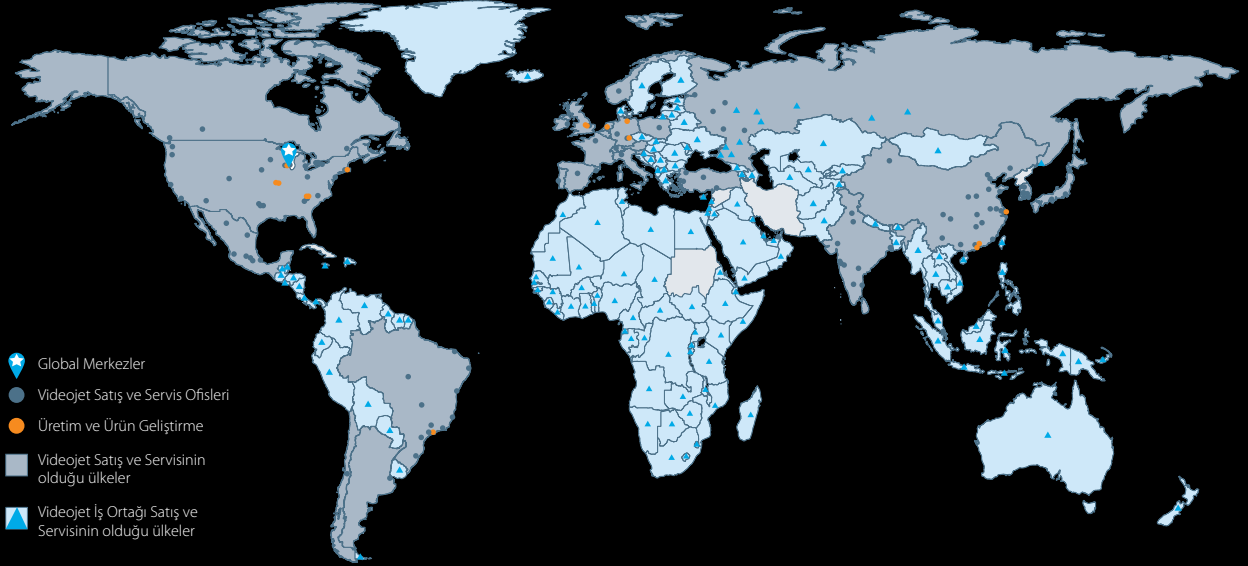 Global Merkezler
Videojet Satış ve Servis Ofisleri
Üretim ve Ürün Geliştirme
Videojet Satış ve Servisinin
olduğu ülkeler
Videojet İş Ortağı Satış ve
Servisinin olduğu ülkeler